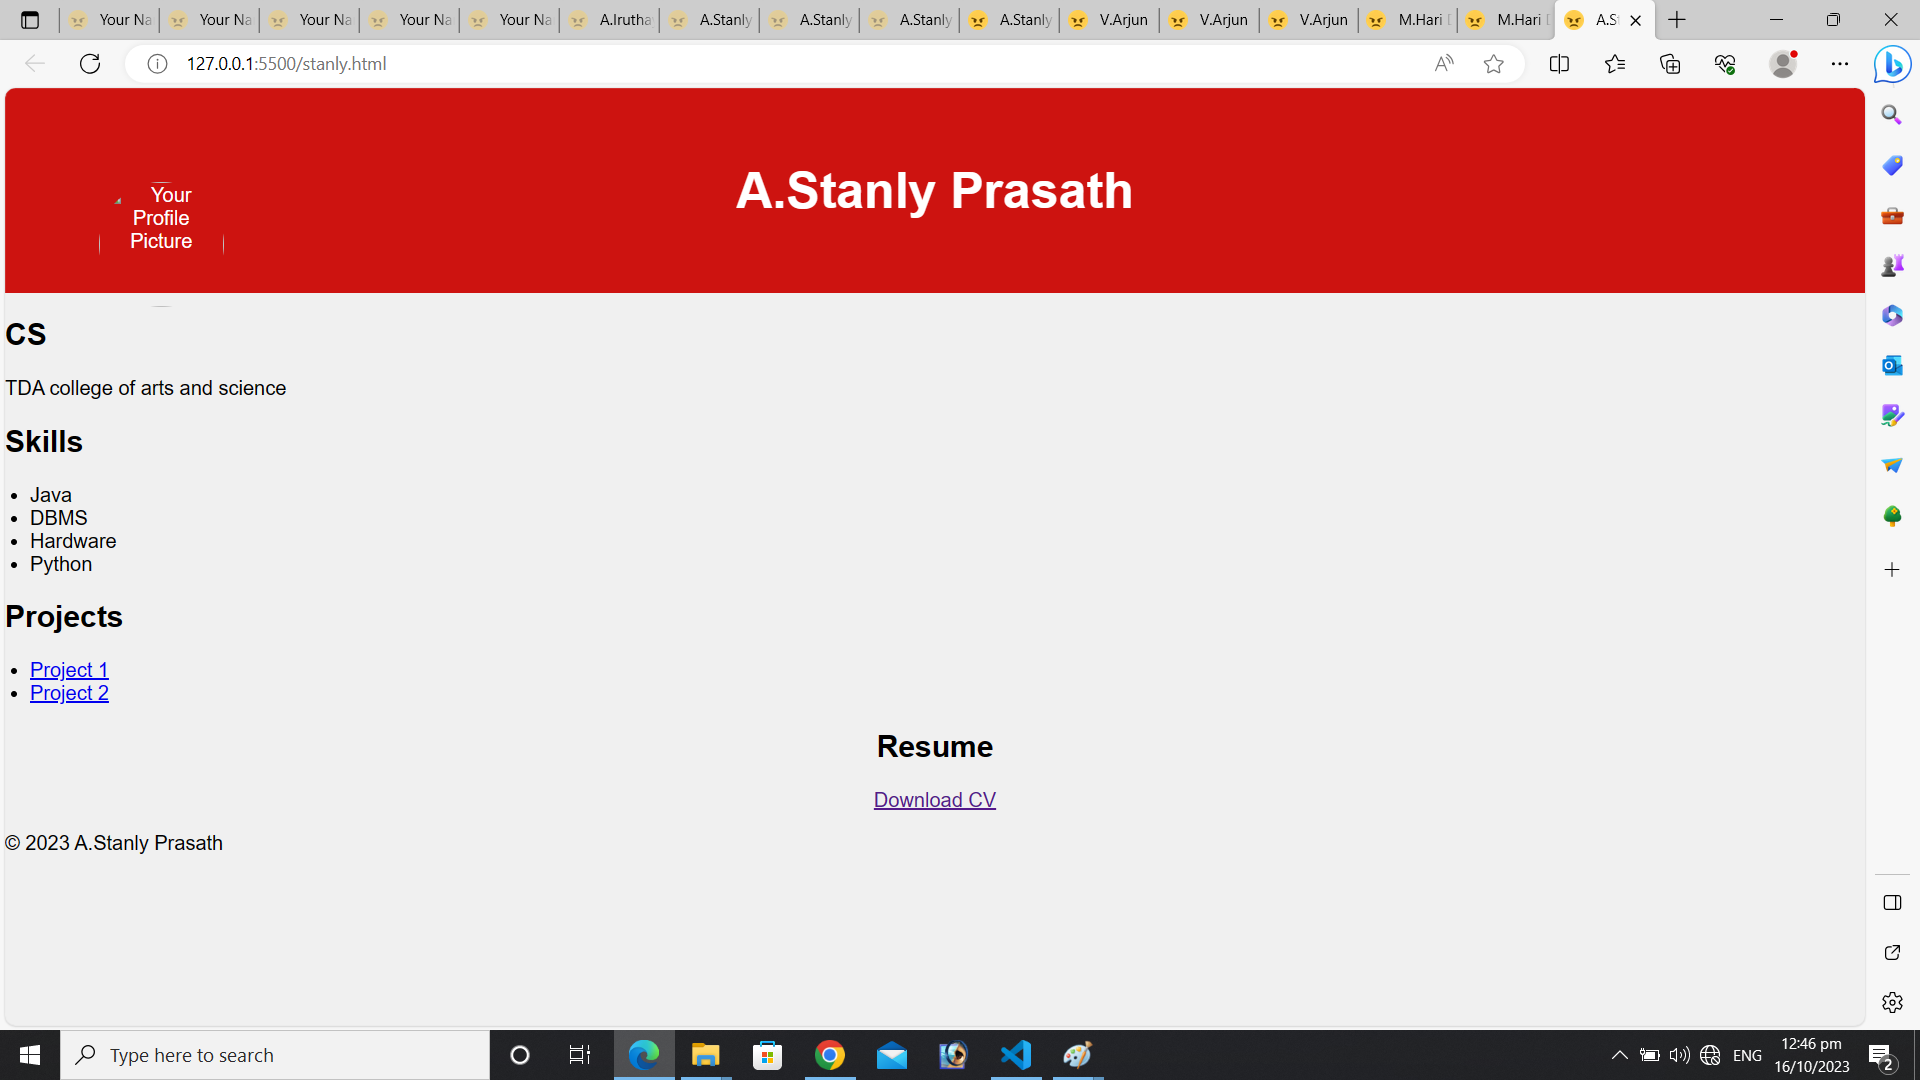 Your Na Your Na Your Na Your Na Your Na A.Irutha A.Stanly A.Stanly A.Stanly A.Stanly V.Arjun V.Arjun V.Arjun M.Hari M.Hari A.St
127.0.0.1:5500/stanly.html
A.Stanly Prasath
Your
Profile
Picture
CS
TDA college of arts and science
Skills
• Java
• DBMS
• Hardware
• Python
Projects
• Project 1
• Project 2
Resume
Download CV
© 2023 A.Stanly Prasath
Type here to search
ENG
12:46 pm
16/10/2023
2